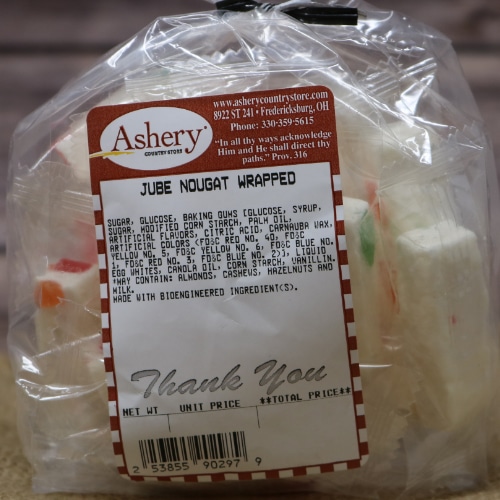 www.asherycountrystore.com
8922 ST 241 • Fredericksburg, OH
Phone: 330-359-5615
"In all thy ways acknowledge
Him and He shall direct thy
paths." Prov. 316
Ashery
COUNTRY STORE
JUBE NOUGAT WRAPPED
SUGAR, GLUCOSE, BAKING GUMS [GLUCOSE, SYRUP,
SUGAR, MODIFIED CORN STARCH, PALM OIL,
ARTIFICIAL FLAVORS, CITRIC ACID, CARNAUBA WAX,
ARTIFICIAL COLORS <FD&C RED NO. 40, FD&C
YELLOW NO. 5, FD&C YELLOW NO. 6, FD&C BLUE NO.
1, FD&C RED NO. 3, FD&C BLUE NO. 2>], LIQUID
EGG WHITES, CANOLA OIL, CORN STARCH, VANILLIN.
*MAY CONTAIN: ALMONDS, CASHEWS, HAZELNUTS AND
MILK.
MADE WITH BIOENGINEERED INGREDIENT(S).
Thank You
NET WT UNIT PRICE **TOTAL PRICE**
2 53855 90297 9